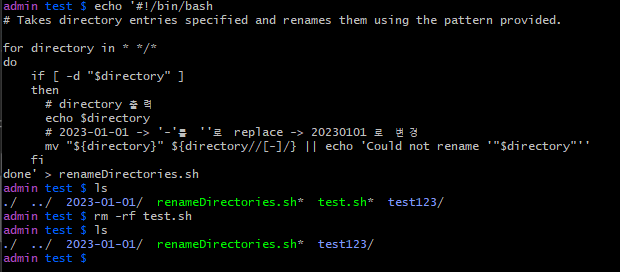 admin test $ echo '#!/bin/bash
# Takes directory entries specified and renames them using the pattern provided.
for directory in * */*
do
if [ -d "$directory" ]
then
# directory 출력
echo $directory
# 2023-01-01 -> '-'를 ''로 replace -> 20230101 로 변경
mv "${directory}" ${directory//[-]/} || echo 'Could not rename '"$directory"''
fi
done' > renameDirectories.sh
admin test $ ls
./ ../ 2023-01-01/ renameDirectories.sh* test.sh* test123/
admin test $ rm -rf test.sh
admin test $ ls
./ ../ 2023-01-01/ renameDirectories.sh* test123/
admin test $